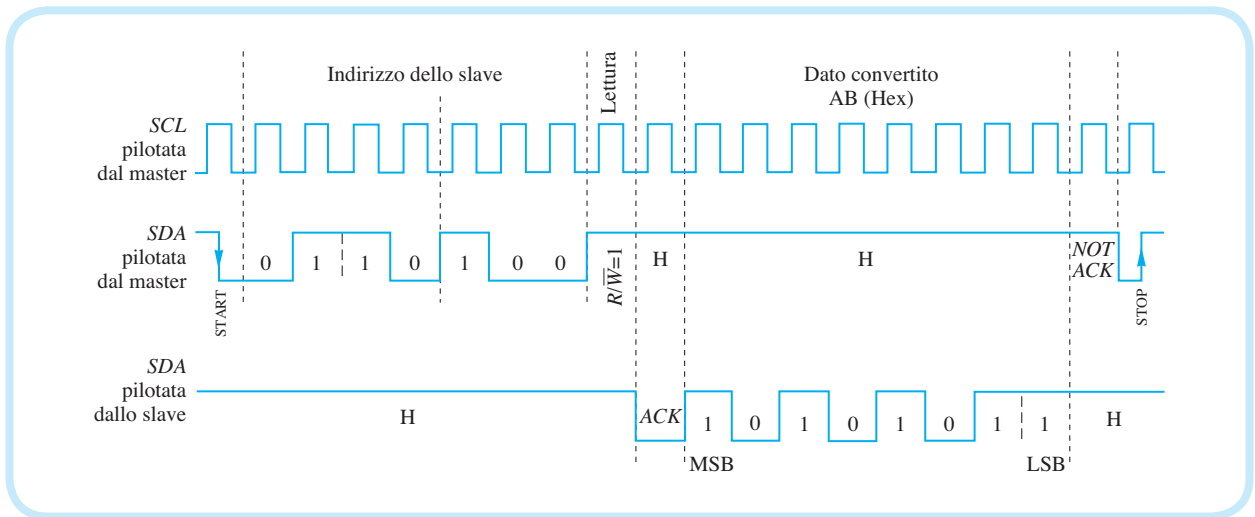 Indirizzo dello slave
Lettura
Dato convertito
AB (Hex)
SCL
pilotata
dal master
SDA
pilotata
dal master
START
0 1 1 0 1 0 0
R/W̅=1
H
H
NOT
ACK
STOP
SDA
pilotata
dallo slave
H
ACK
1 0 1 0 1 0 1 1
H
MSB
LSB